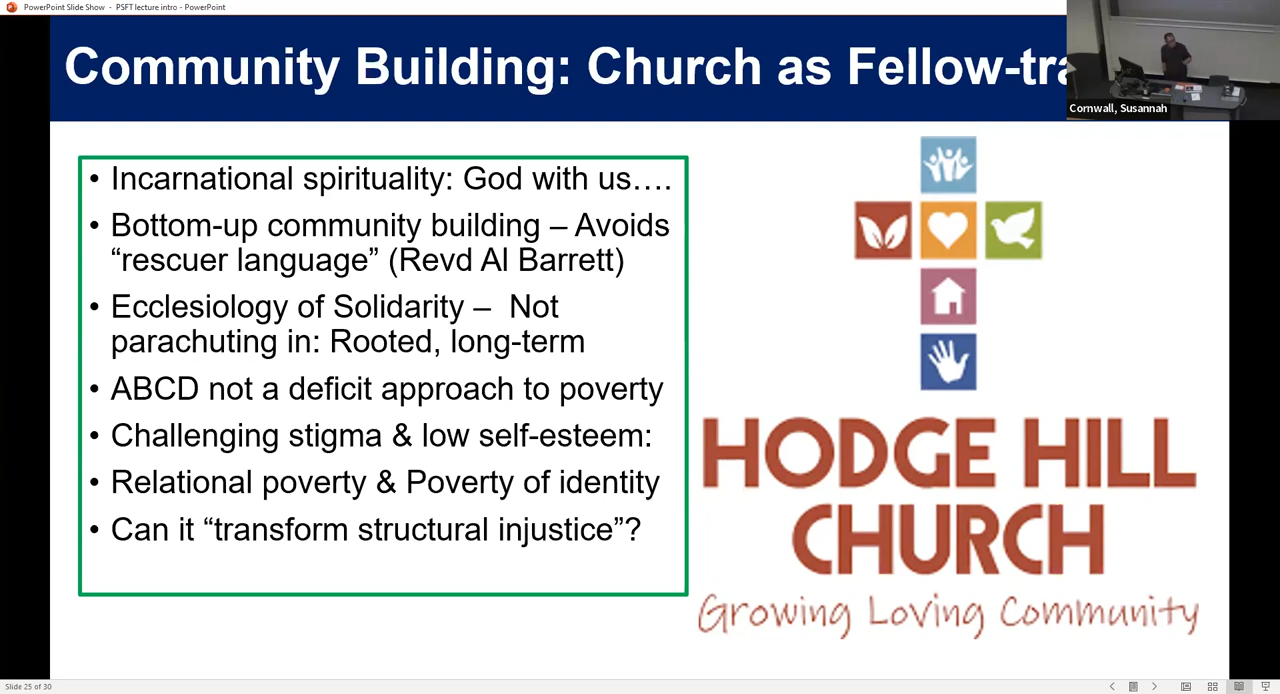 PowerPoint Slide Show - PSFT lecture intro - PowerPoint
Community Building: Church as Fellow-tra
Cornwall, Susannah
• Incarnational spirituality: God with us….
• Bottom-up community building – Avoids
“rescuer language” (Revd Al Barrett)
• Ecclesiology of Solidarity – Not
parachuting in: Rooted, long-term
• ABCD not a deficit approach to poverty
• Challenging stigma & low self-esteem:
• Relational poverty & Poverty of identity
• Can it “transform structural injustice”?
HODGE HILL
CHURCH
Growing Loving Community
Slide 25 of 30